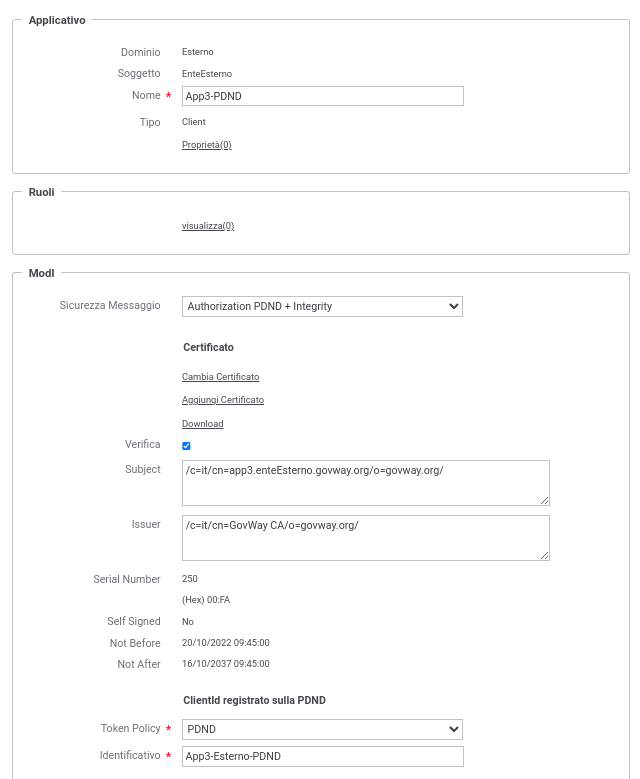 Applicativo
Dominio Esterno
Soggetto EnteEsterno
Nome * App3-PDND
Tipo Client
Proprietà(0)
Ruoli
visualizza(0)
ModI
Sicurezza Messaggio Authorization PDND + Integrity
Certificato
Cambia Certificato
Aggiungi Certificato
Download
Verifica
Subject /c=it/cn=app3.enteEsterno.govway.org/o=govway.org/
Issuer /c=it/cn=GovWay CA/o=govway.org/
Serial Number 250
(Hex) 00:FA
Self Signed No
Not Before 20/10/2022 09:45:00
Not After 16/10/2037 09:45:00
ClientId registrato sulla PDND
Token Policy * PDND
Identificativo * App3-Esterno-PDND